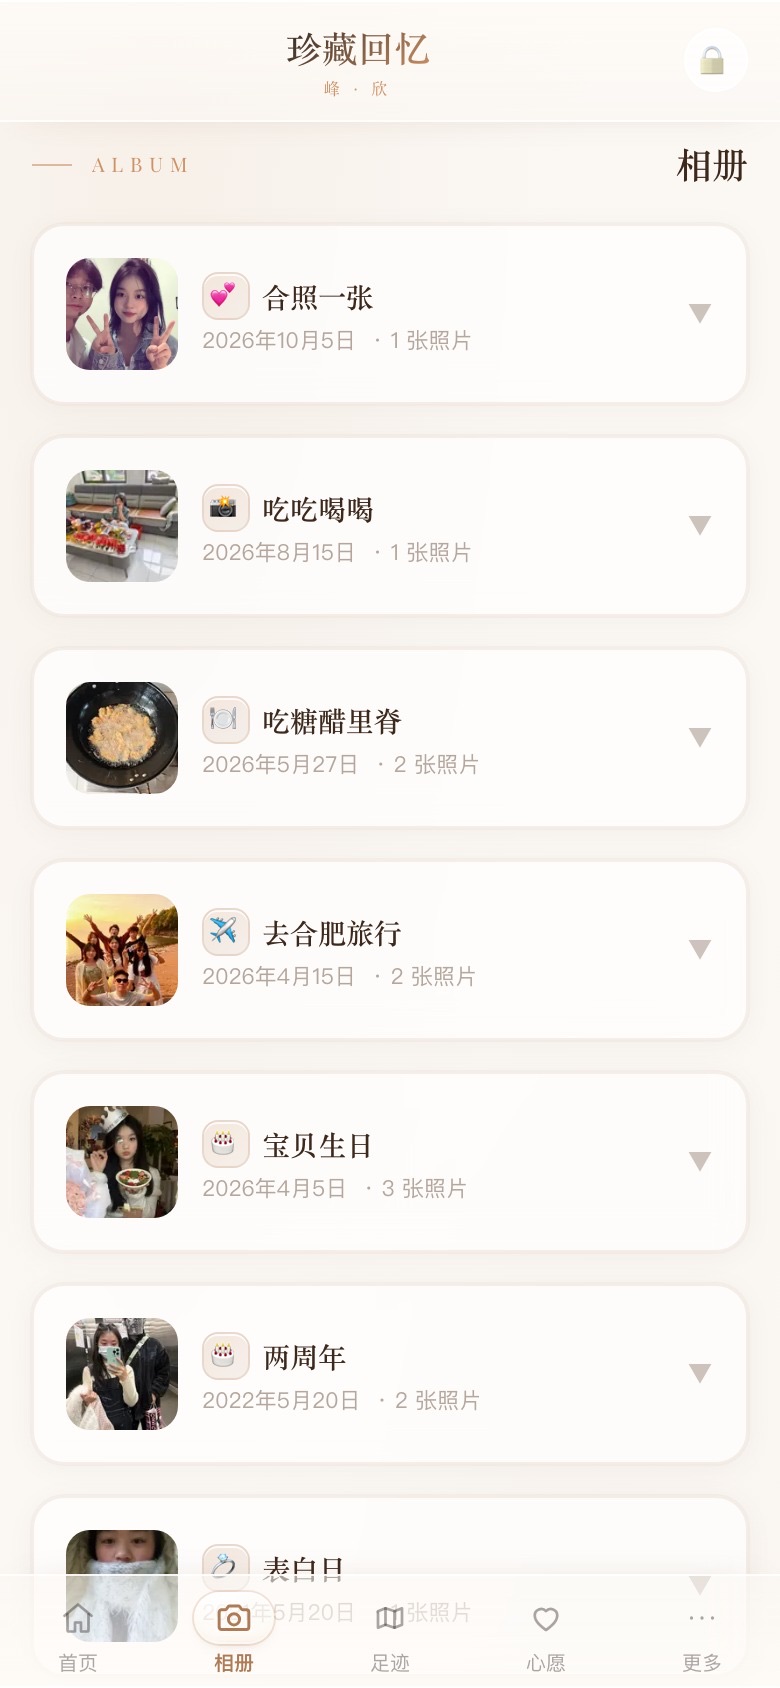 珍藏回忆
峰 · 欣
ALBUM
相册
合照一张
2026年10月5日 · 1 张照片
吃吃喝喝
2026年8月15日 · 1 张照片
吃糖醋里脊
2026年5月27日 · 2 张照片
去合肥旅行
2026年4月15日 · 2 张照片
宝贝生日
2026年4月5日 · 3 张照片
两周年
2022年5月20日 · 2 张照片
表白日
年5月20日 张照片
首页
相册
足迹
心愿
更多